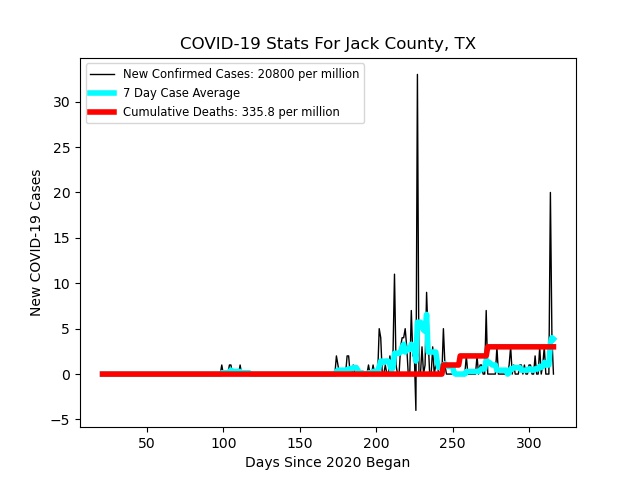 COVID-19 Stats For Jack County, TX
New Confirmed Cases: 20800 per million
7 Day Case Average
Cumulative Deaths: 335.8 per million
New COVID-19 Cases
30
25
20
15
10
5
0
−5
50 100 150 200 250 300
Days Since 2020 Began